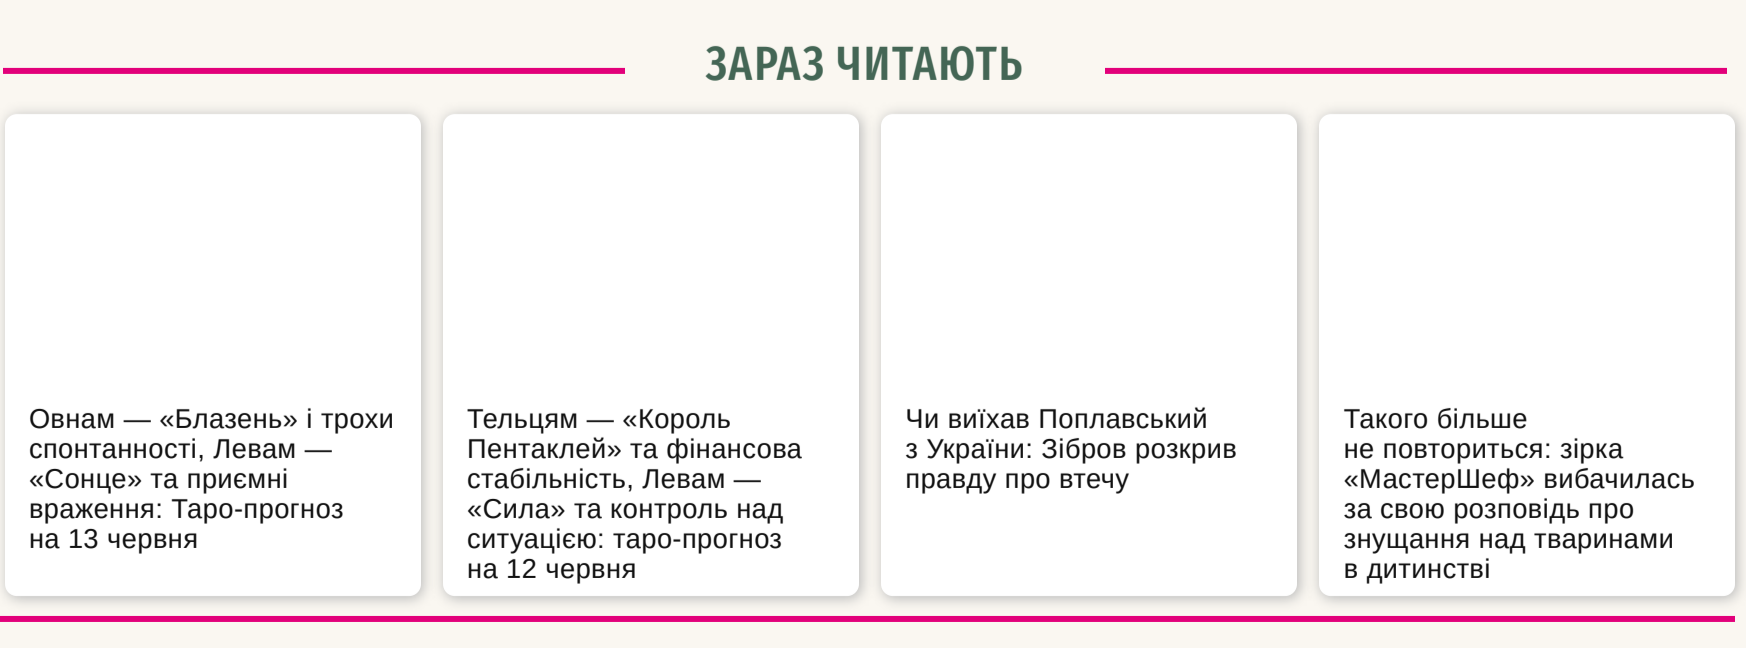 ЗАРАЗ ЧИТАЮТЬ
Овнам — «Блазень» і трохи
спонтанності, Левам —
«Сонце» та приємні
враження: Таро-прогноз
на 13 червня
Тельцям — «Король
Пентаклей» та фінансова
стабільність, Левам —
«Сила» та контроль над
ситуацією: таро-прогноз
на 12 червня
Чи виїхав Поплавський
з України: Зібров розкрив
правду про втечу
Такого більше
не повториться: зірка
«МастерШеф» вибачилась
за свою розповідь про
знущання над тваринами
в дитинстві